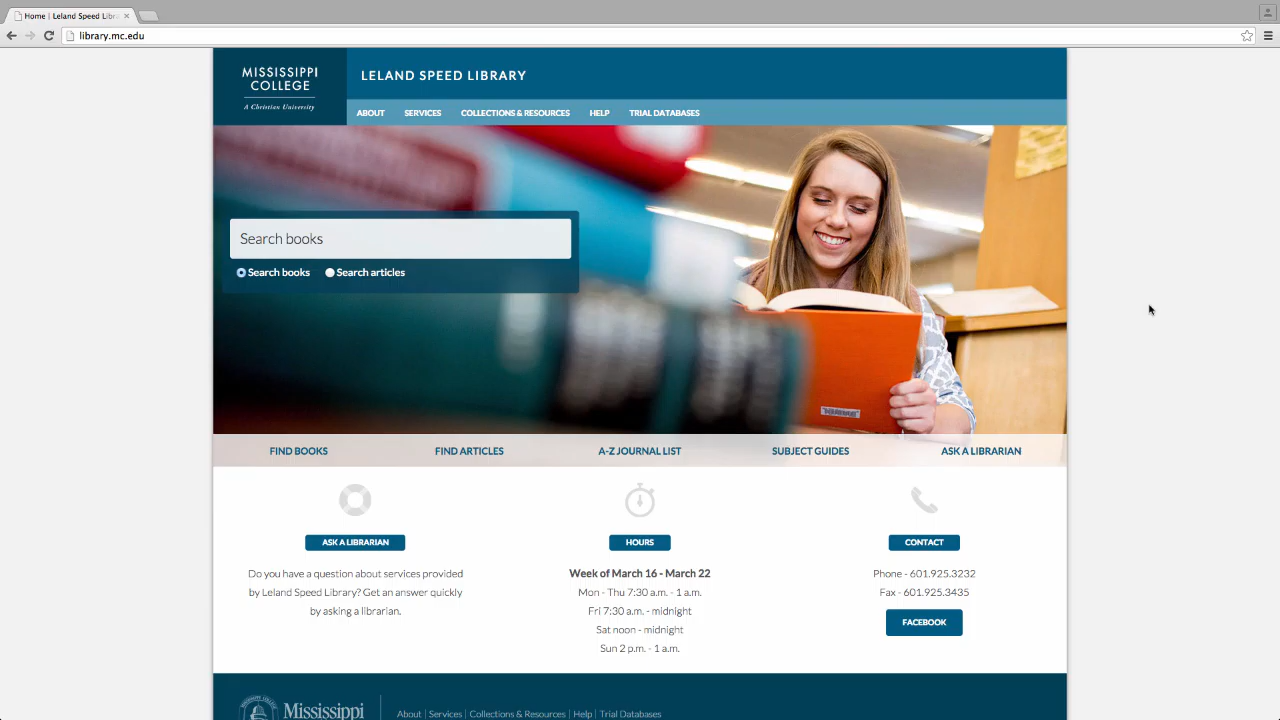 Home | Leland Speed Library
library.mc.edu
MISSISSIPPI
COLLEGE
A Christian University
LELAND SPEED LIBRARY
ABOUT SERVICES COLLECTIONS & RESOURCES HELP TRIAL DATABASES
Search books
Search books Search articles
FIND BOOKS FIND ARTICLES A-Z JOURNAL LIST SUBJECT GUIDES ASK A LIBRARIAN
ASK A LIBRARIAN
Do you have a question about services provided
by Leland Speed Library? Get an answer quickly
by asking a librarian.
HOURS
Week of March 16 - March 22
Mon - Thu 7:30 a.m. - 1 a.m.
Fri 7:30 a.m. - midnight
Sat noon - midnight
Sun 2 p.m. - 1 a.m.
CONTACT
Phone - 601.925.3232
Fax - 601.925.3435
FACEBOOK
Mississippi
About | Services | Collections & Resources | Help | Trial Databases